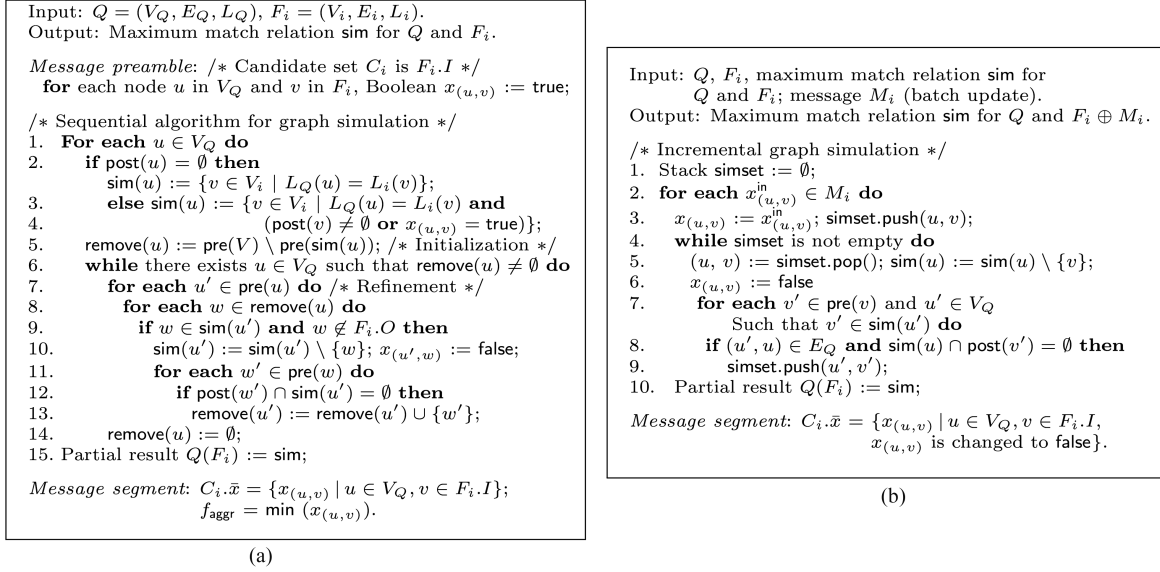 Input: Q = (V_Q, E_Q, L_Q), F_i = (V_i, E_i, L_i).
Output: Maximum match relation sim for Q and F_i.
Message preamble: /* Candidate set C_i is F_i.I */
for each node u in V_Q and v in F_i, Boolean x_(u,v) := true;
/* Sequential algorithm for graph simulation */
1. For each u ∈ V_Q do
2. if post(u) = ∅ then
sim(u) := {v ∈ V_i | L_Q(u) = L_i(v)};
3. else sim(u) := {v ∈ V_i | L_Q(u) = L_i(v) and
4. (post(v) ≠ ∅ or x_(u,v) = true)};
5. remove(u) := pre(V) \ pre(sim(u)); /* Initialization */
6. while there exists u ∈ V_Q such that remove(u) ≠ ∅ do
7. for each u′ ∈ pre(u) do /* Refinement */
8. for each w ∈ remove(u) do
9. if w ∈ sim(u′) and w ∉ F_i.O then
10. sim(u′) := sim(u′) \ {w}; x_(u′,w) := false;
11. for each w′ ∈ pre(w) do
12. if post(w′) ∩ sim(u′) = ∅ then
13. remove(u′) := remove(u′) ∪ {w′};
14. remove(u) := ∅;
15. Partial result Q(F_i) := sim;
Message segment: C_i.x̄ = {x_(u,v) | u ∈ V_Q, v ∈ F_i.I};
f_aggr = min (x_(u,v)).
(a)
Input: Q, F_i, maximum match relation sim for
Q and F_i; message M_i (batch update).
Output: Maximum match relation sim for Q and F_i ⊕ M_i.
/* Incremental graph simulation */
1. Stack simset := ∅;
2. for each x^in_(u,v) ∈ M_i do
3. x_(u,v) := x^in_(u,v); simset.push(u, v);
4. while simset is not empty do
5. (u, v) := simset.pop(); sim(u) := sim(u) \ {v};
6. x_(u,v) := false
7. for each v′ ∈ pre(v) and u′ ∈ V_Q
Such that v′ ∈ sim(u′) do
8. if (u′, u) ∈ E_Q and sim(u) ∩ post(v′) = ∅ then
9. simset.push(u′, v′);
10. Partial result Q(F_i) := sim;
Message segment: C_i.x̄ = {x_(u,v) | u ∈ V_Q, v ∈ F_i.I,
x_(u,v) is changed to false}.
(b)